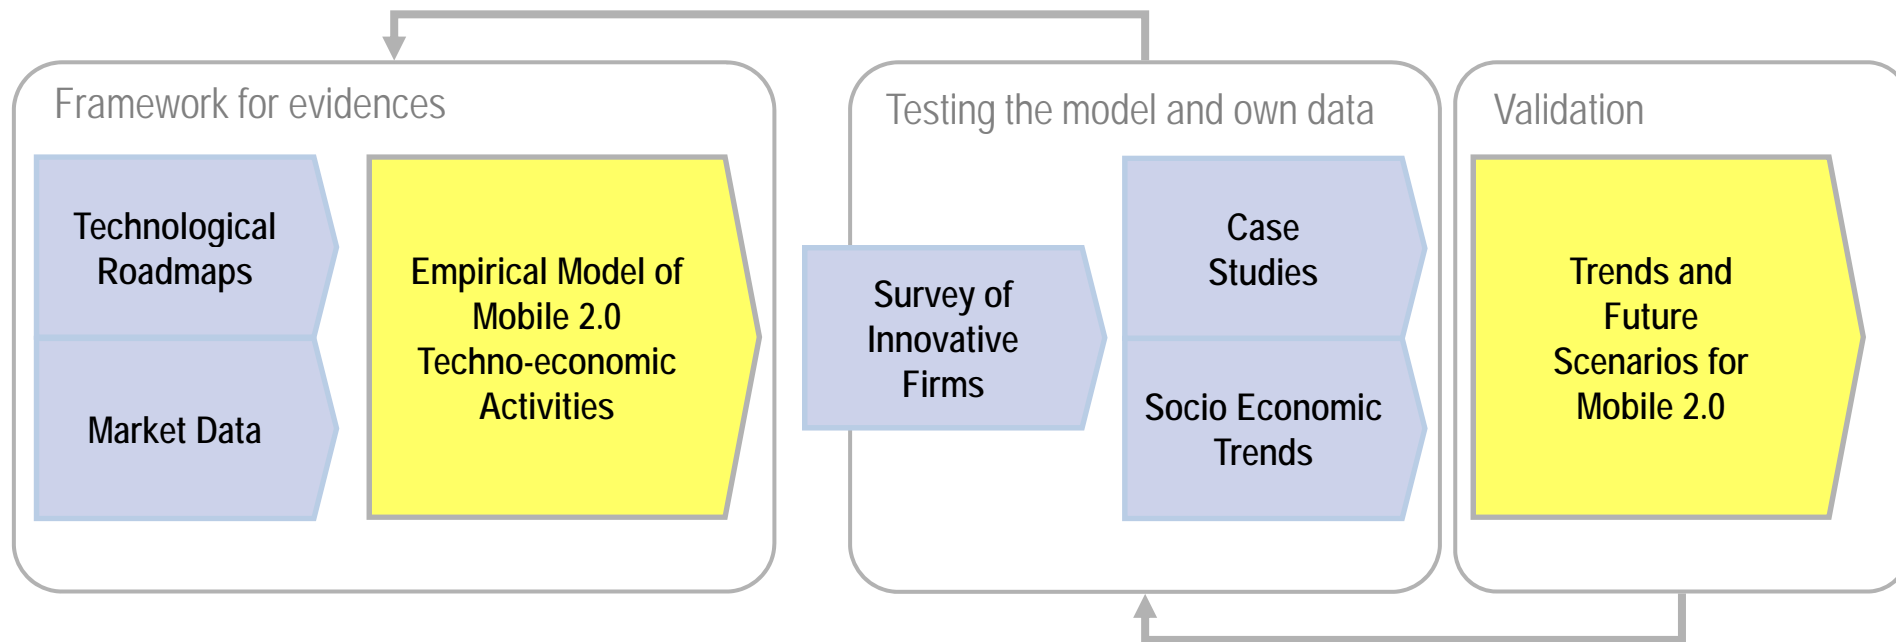 Framework for evidences
Technological
Roadmaps
Market Data
Empirical Model of
Mobile 2.0
Techno-economic
Activities
Testing the model and own data
Survey of
Innovative
Firms
Case
Studies
Socio Economic
Trends
Validation
Trends and
Future
Scenarios for
Mobile 2.0